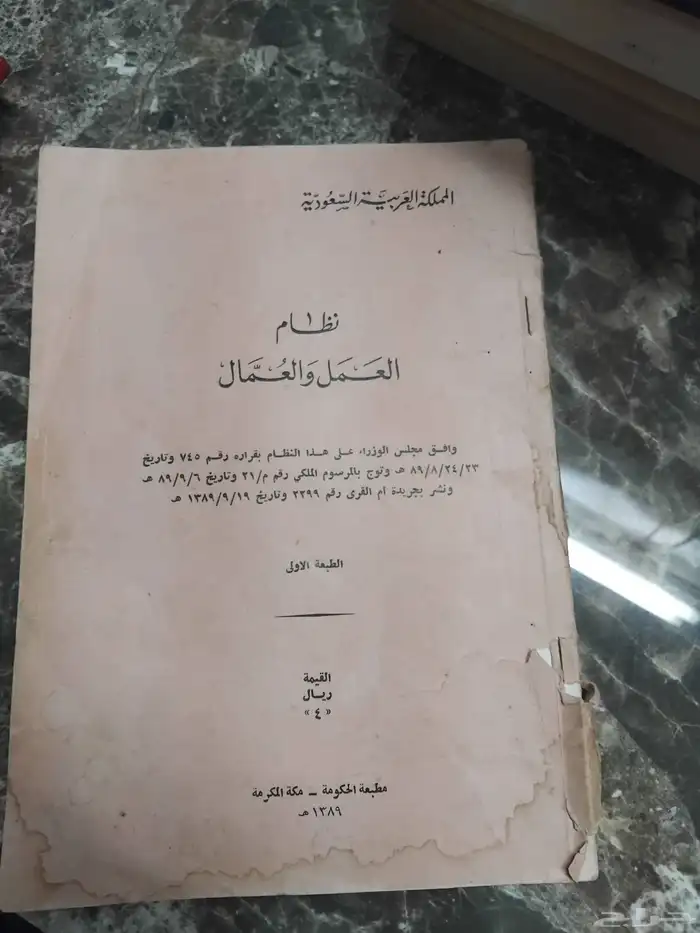 المملكة العربية السعودية
نظام
العمل والعمال
وافق مجلس الوزراء على هذا النظام بقراره رقم ٧٤٥ وتاريخ
٨٩/٨/٢٤/٢٣ هـ وتوج بالمرسوم الملكي رقم م/٢١ وتاريخ ٨٩/٩/٦ هـ
ونشر بجريدة أم القرى رقم ٢٢٩٩ وتاريخ ١٣٨٩/٩/١٩ هـ
الطبعة الاولى
القيمة
ريال
« ٤ »
مطبعة الحكومة – مكة المكرمة
١٣٨٩ هـ
حراج